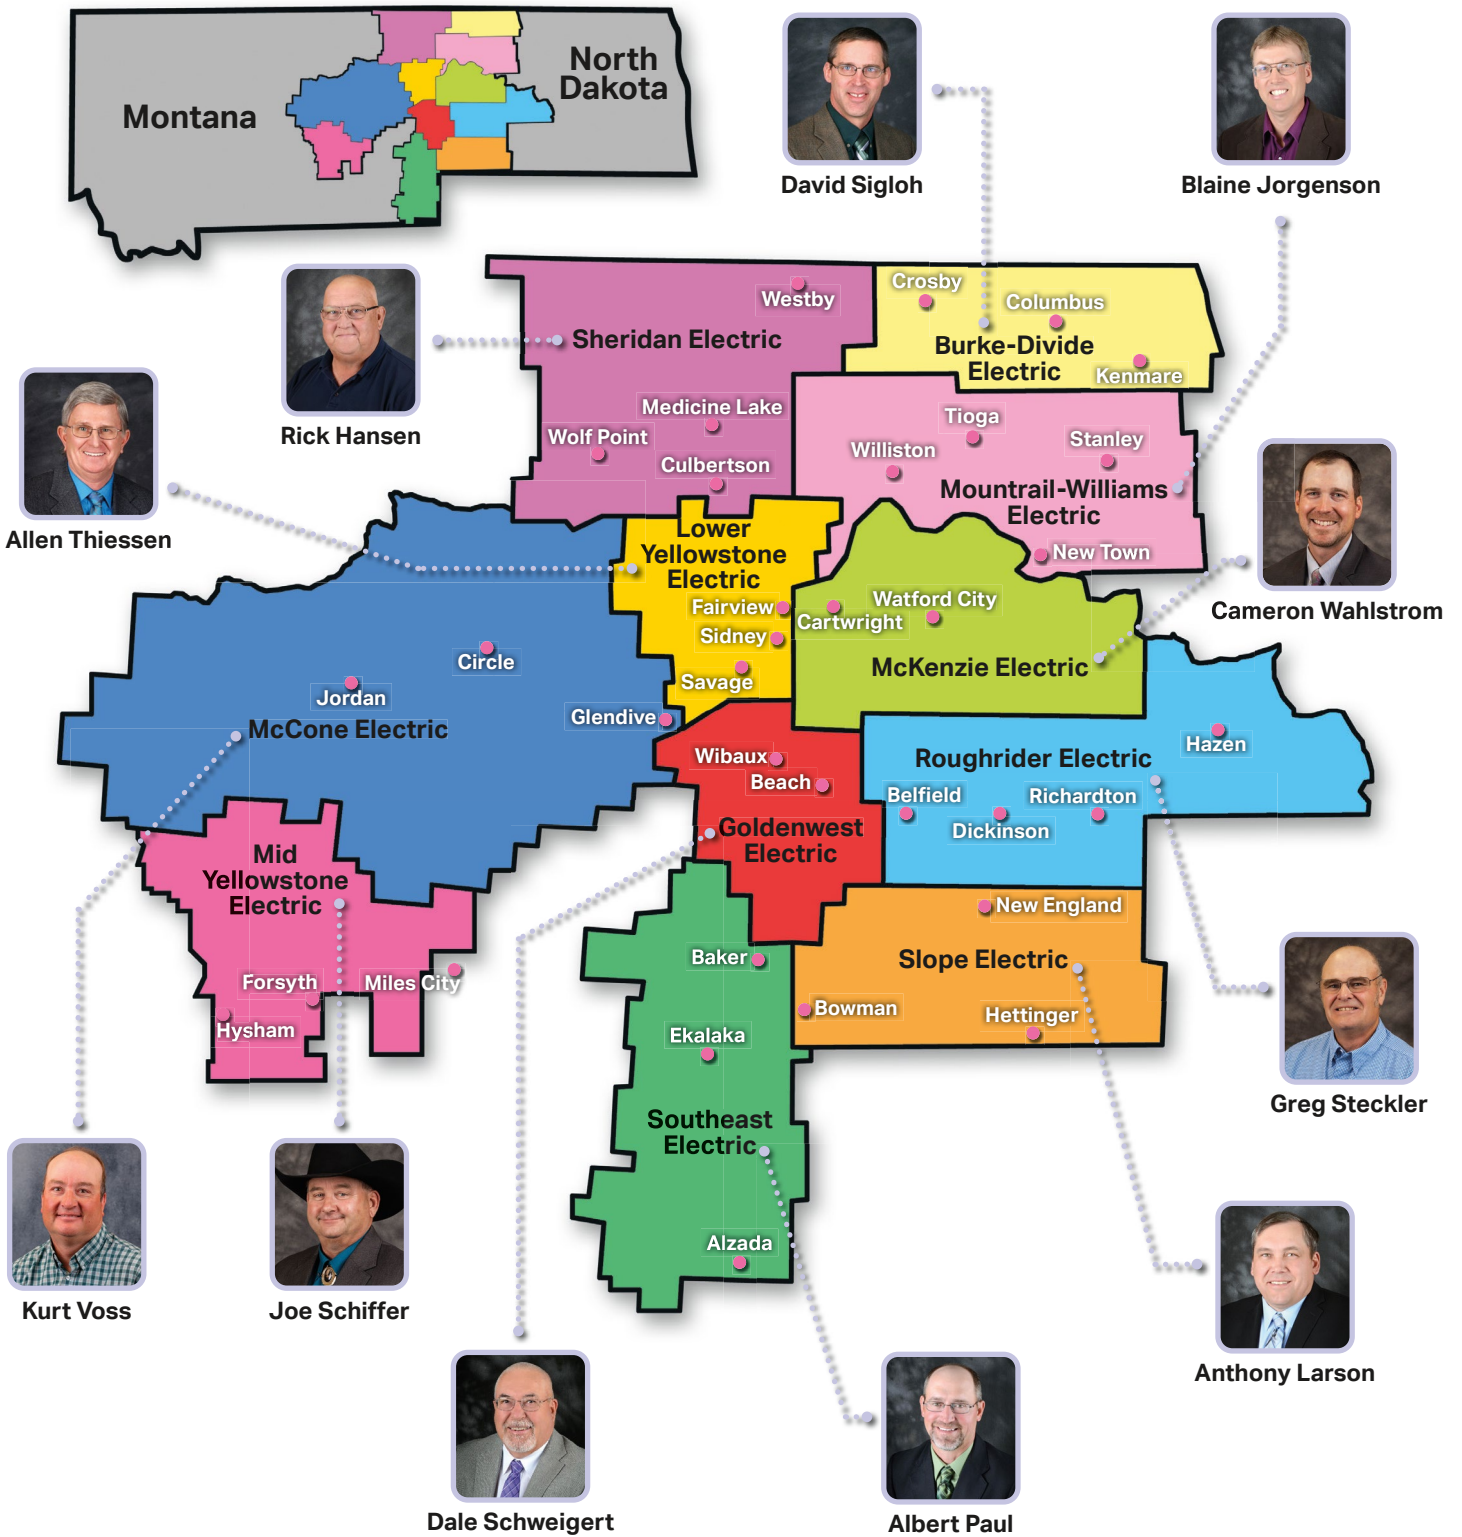 Montana
North
Dakota
David Sigloh
Blaine Jorgenson
Rick Hansen
Allen Thiessen
Cameron Wahlstrom
Westby
Sheridan Electric
Medicine Lake
Wolf Point
Culbertson
Crosby
Columbus
Burke-Divide
Electric
Kenmare
Tioga
Williston
Stanley
Mountrail-Williams
Electric
New Town
Lower
Yellowstone
Electric
Fairview
Sidney
Savage
Cartwright
Watford City
McKenzie Electric
Circle
Jordan
McCone Electric
Glendive
Wibaux
Beach
Goldenwest
Electric
Roughrider Electric
Hazen
Belfield
Dickinson
Richardton
Mid
Yellowstone
Electric
Forsyth
Miles City
Hysham
New England
Slope Electric
Bowman
Hettinger
Baker
Ekalaka
Southeast
Electric
Alzada
Greg Steckler
Kurt Voss
Joe Schiffer
Anthony Larson
Dale Schweigert
Albert Paul